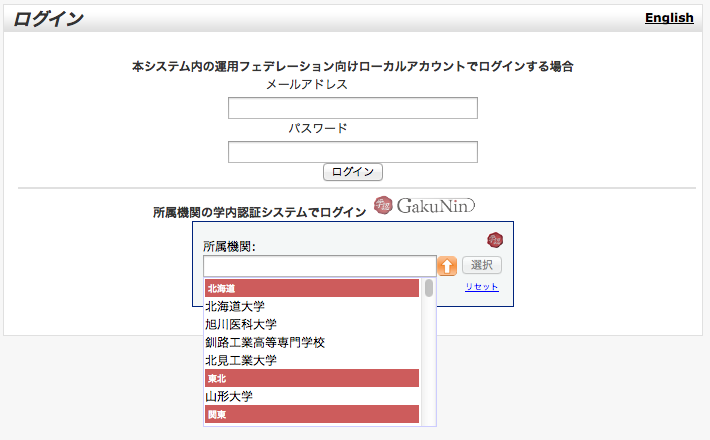 ログイン
English
本システム内の運用フェデレーション向けローカルアカウントでログインする場合
メールアドレス
パスワード
ログイン
所属機関の学内認証システムでログイン GakuNin
所属機関:
選択
リセット
北海道
北海道大学
旭川医科大学
釧路工業高等専門学校
北見工業大学
東北
山形大学
関東